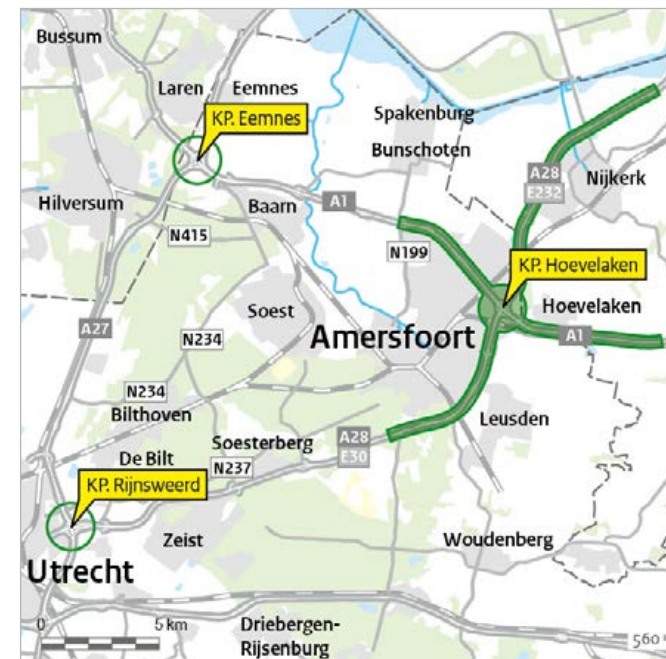 Bussum
Laren
Eemnes
KP. Eemnes
Spakenburg
Bunschoten
A28
E232
Nijkerk
Hilversum
Baarn
A1
N415
N199
KP. Hoevelaken
Soest
Hoevelaken
A27
Amersfoort
A1
N234
N234
Bilthoven
Leusden
Soesterberg
A28
E30
De Bilt
N237
KP. Rijnsweerd
Zeist
Woudenberg
Utrecht
0
5 km
Driebergen-
Rijsenburg